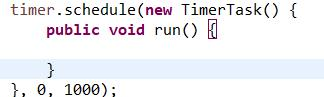 timer.schedule(new TimerTask() {
    public void run() {

    }
}, 0, 1000);